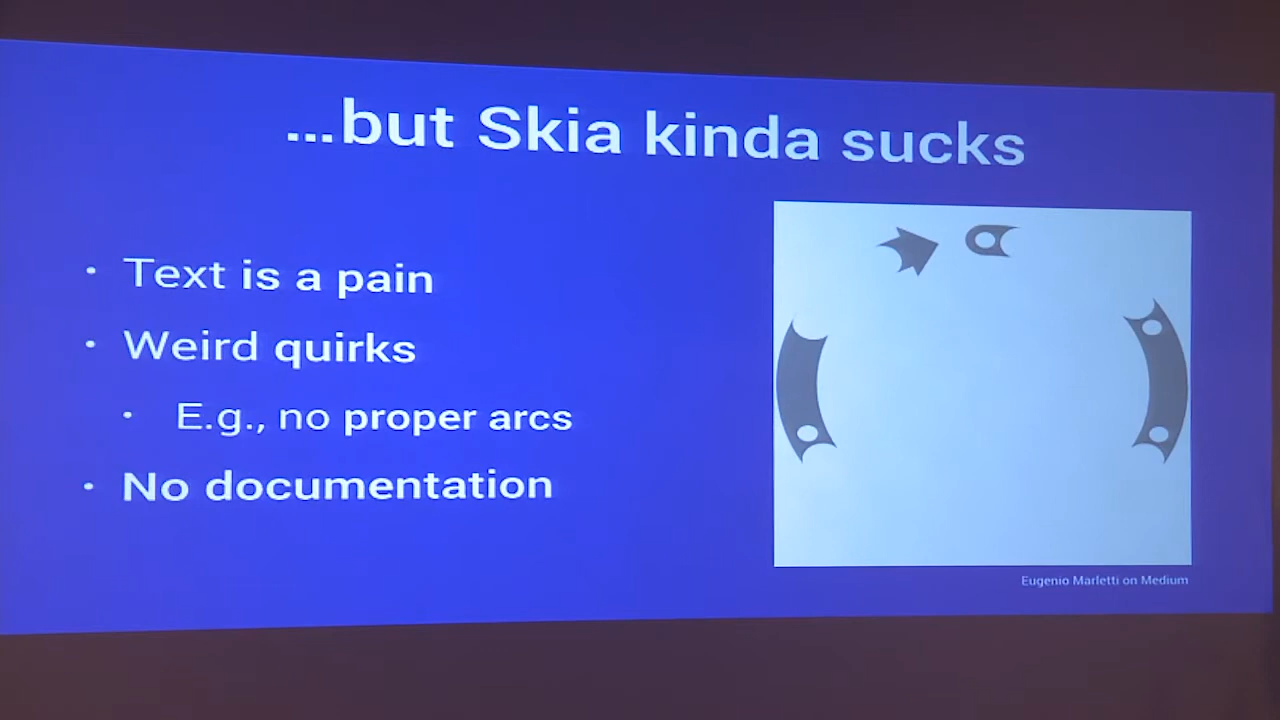 ...but Skia kinda sucks
• Text is a pain
• Weird quirks
• E.g., no proper arcs
• No documentation
Eugenio Marletti on Medium